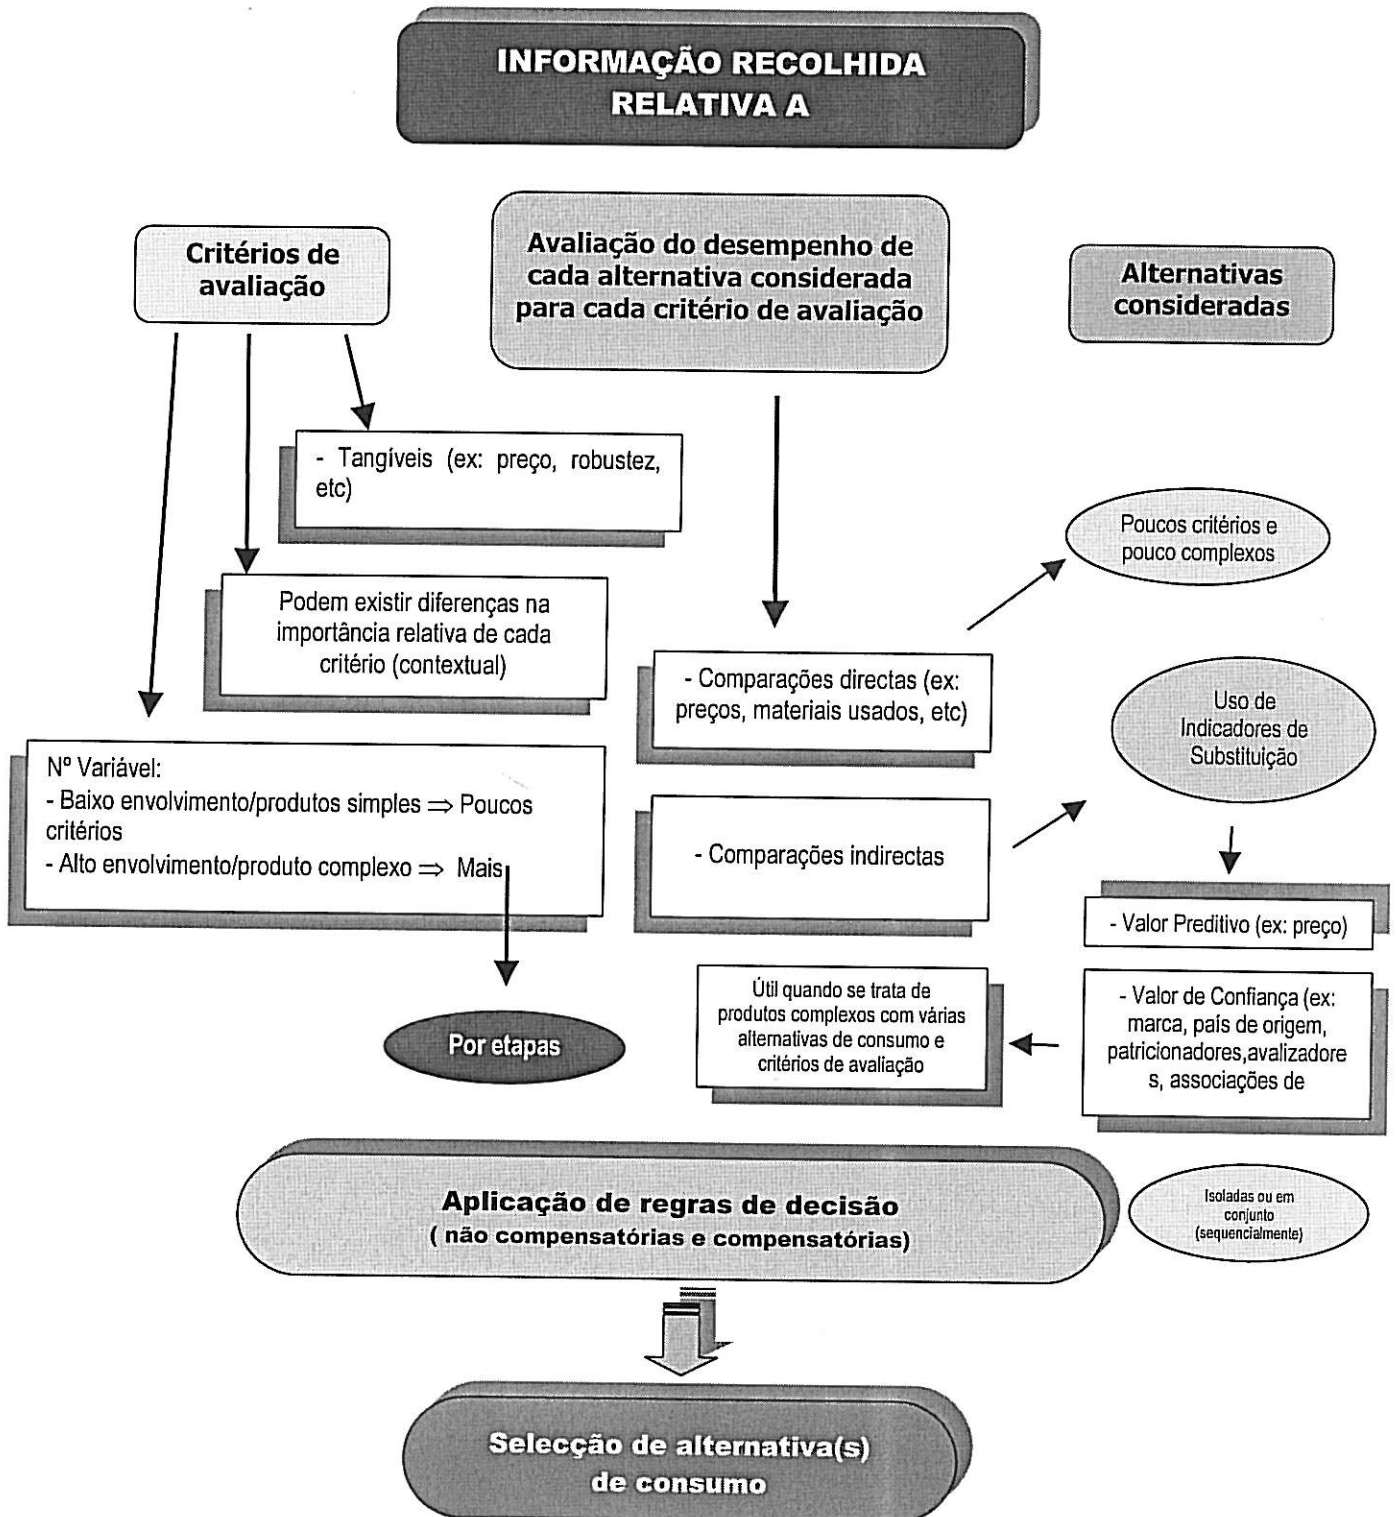 INFORMAÇÃO RECOLHIDA
RELATIVA A
Critérios de
avaliação
Avaliação do desempenho de
cada alternativa considerada
para cada critério de avaliação
Alternativas
consideradas
- Tangíveis (ex: preço, robustez,
etc)
Poucos critérios e
pouco complexos
Podem existir diferenças na
importância relativa de cada
critério (contextual)
- Comparações directas (ex:
preços, materiais usados, etc)
Uso de
Indicadores de
Substituição
Nº Variável:
- Baixo envolvimento/produtos simples ⇒ Poucos
critérios
- Alto envolvimento/produto complexo ⇒ Mais
- Comparações indirectas
- Valor Preditivo (ex: preço)
Por etapas
Útil quando se trata de
produtos complexos com várias
alternativas de consumo e
critérios de avaliação
- Valor de Confiança (ex:
marca, país de origem,
patricionadores,avalizadore
s, associações de
Aplicação de regras de decisão
( não compensatórias e compensatórias)
Isoladas ou em
conjunto
(sequencialmente)
Selecção de alternativa(s)
de consumo